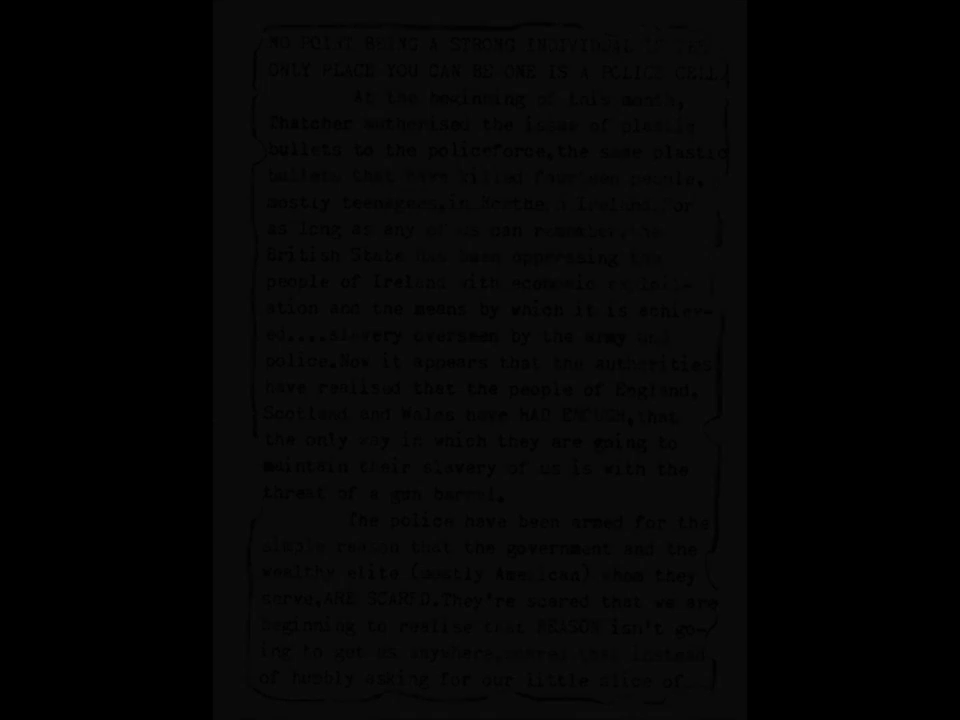 NO POINT BEING A STRONG INDIVIDUAL IF THE
ONLY PLACE YOU CAN BE ONE IS A POLICE CELL.
At the beginning of this month,
Thatcher authorised the issue of plastic
bullets to the policeforce,the same plastic
bullets that have killed fourteen people,
mostly teenagers,in Northern Ireland.For
as long as any of us can remember,the
British State has been oppressing the
people of Ireland with economic
ation and the means by which it is achiev-
ed....slavery overseen by the army and
police.Now it appears that the authorities
have realised that the people of England,
Scotland and Wales have HAD ENOUGH,that
the only way in which they are going to
maintain their slavery of us is with the
threat of a gun barrel.
The police have been armed for the
simple reason that the government and the
wealthy elite (mostly American) whom they
serve,ARE SCARED.They're scared that we are
beginning to realise that REASON isn't go-
ing to get us anywhere, that instead
of humbly asking for our little slice of